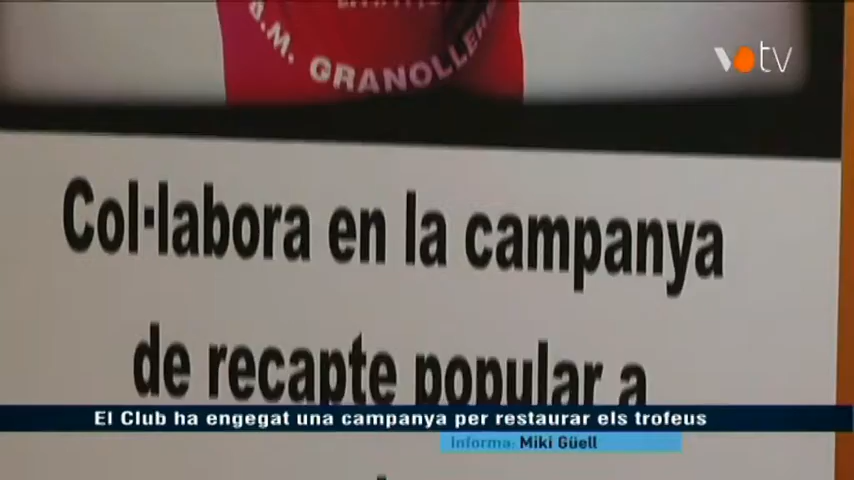 B.M. GRANOLLERS
votv
Col·labora en la campanya
de recapte popular a
El Club ha engegat una campanya per restaurar els trofeus
Informa: Miki Güell